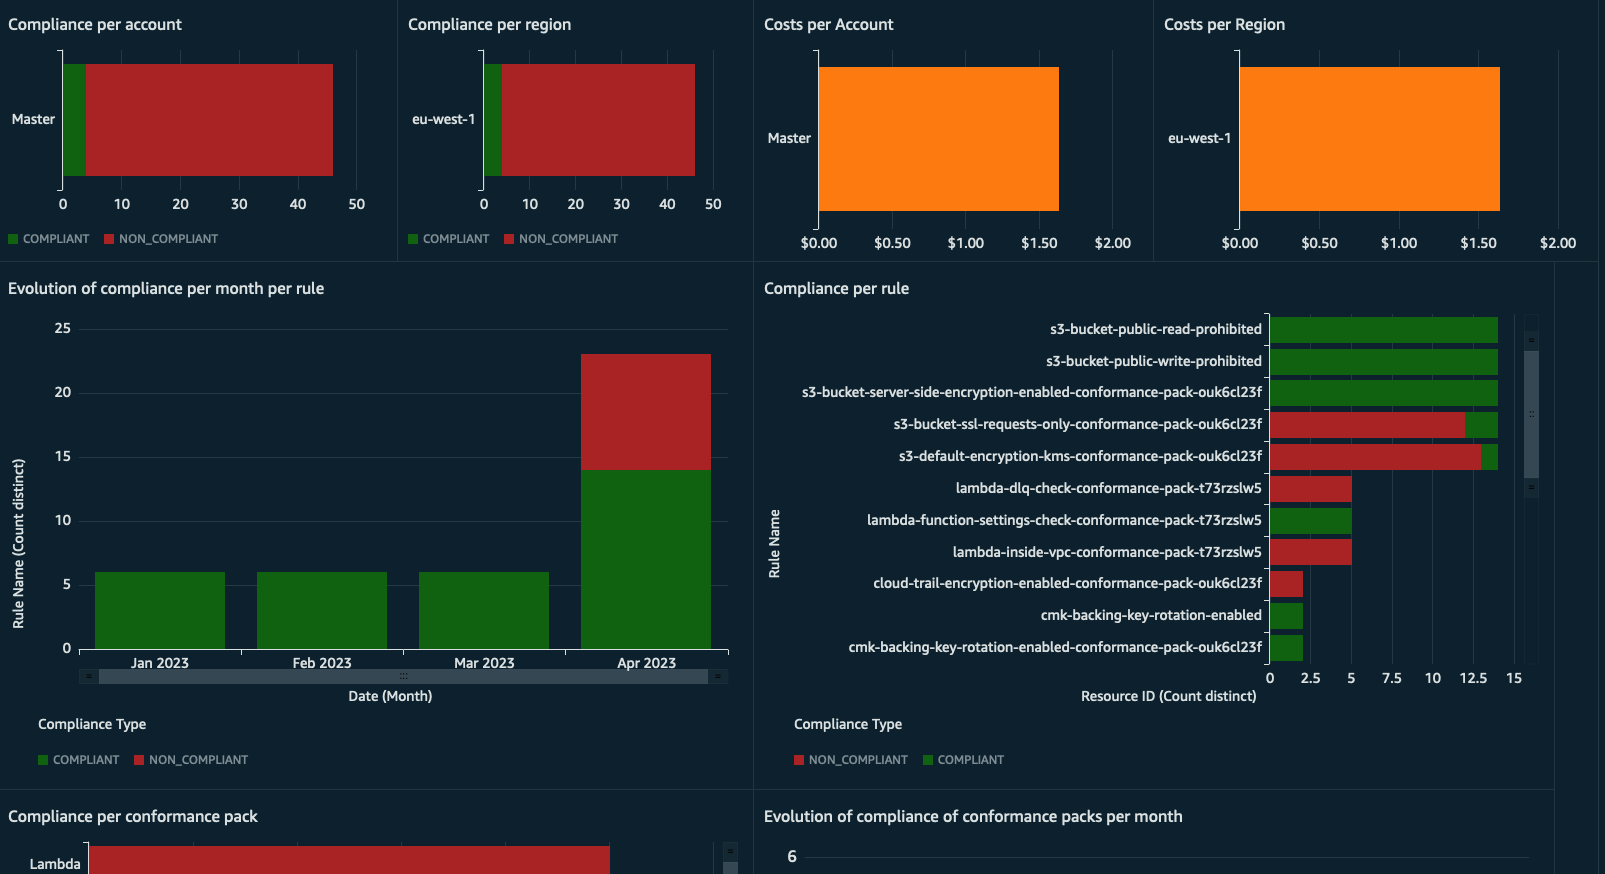 Compliance per account
Master
0 10 20 30 40 50
COMPLIANT NON_COMPLIANT
Compliance per region
eu-west-1
0 10 20 30 40 50
COMPLIANT NON_COMPLIANT
Costs per Account
Master
$0.00 $0.50 $1.00 $1.50 $2.00
Costs per Region
eu-west-1
$0.00 $0.50 $1.00 $1.50 $2.00
Evolution of compliance per month per rule
Rule Name (Count distinct)
25
20
15
10
5
0
Jan 2023 Feb 2023 Mar 2023 Apr 2023
Date (Month)
Compliance Type
COMPLIANT NON_COMPLIANT
Compliance per rule
Rule Name
s3-bucket-public-read-prohibited
s3-bucket-public-write-prohibited
s3-bucket-server-side-encryption-enabled-conformance-pack-ouk6cl23f
s3-bucket-ssl-requests-only-conformance-pack-ouk6cl23f
s3-default-encryption-kms-conformance-pack-ouk6cl23f
lambda-dlq-check-conformance-pack-t73rzslw5
lambda-function-settings-check-conformance-pack-t73rzslw5
lambda-inside-vpc-conformance-pack-t73rzslw5
cloud-trail-encryption-enabled-conformance-pack-ouk6cl23f
cmk-backing-key-rotation-enabled
cmk-backing-key-rotation-enabled-conformance-pack-ouk6cl23f
0 2.5 5 7.5 10 12.5 15
Resource ID (Count distinct)
Compliance Type
NON_COMPLIANT COMPLIANT
Compliance per conformance pack
Lambda
Evolution of compliance of conformance packs per month
6